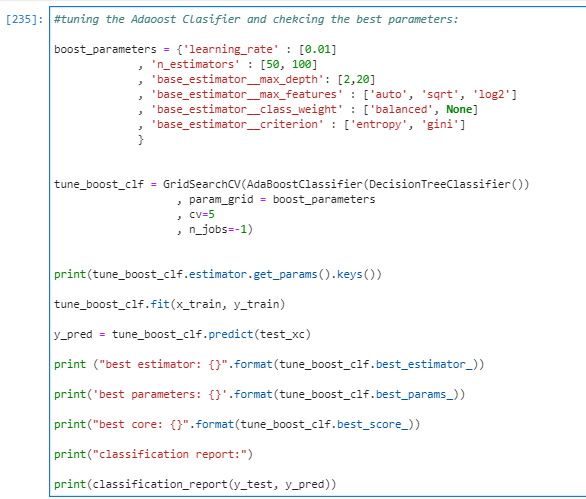 [235]: #tuning the Adaoost CLasifier and chekcing the best parameters:
boost_parameters = {'learning_rate' : [0.01]
, 'n_estimators' : [50, 100]
, 'base_estimator__max_depth': [2,20]
, 'base_estimator__max_features' : ['auto', 'sqrt', 'log2']
, 'base_estimator__class_weight' : ['balanced', None]
, 'base_estimator__criterion' : ['entropy', 'gini']
}
tune_boost_clf = GridSearchCV(AdaBoostClassifier(DecisionTreeClassifier())
, param_grid = boost_parameters
, cv=5
, n_jobs=-1)
print(tune_boost_clf.estimator.get_params().keys())
tune_boost_clf.fit(x_train, y_train)
y_pred = tune_boost_clf.predict(test_xc)
print ("best estimator: {}".format(tune_boost_clf.best_estimator_))
print('best parameters: {}'.format(tune_boost_clf.best_params_))
print("best core: {}".format(tune_boost_clf.best_score_))
print("classification report:")
print(classification_report(y_test, y_pred))